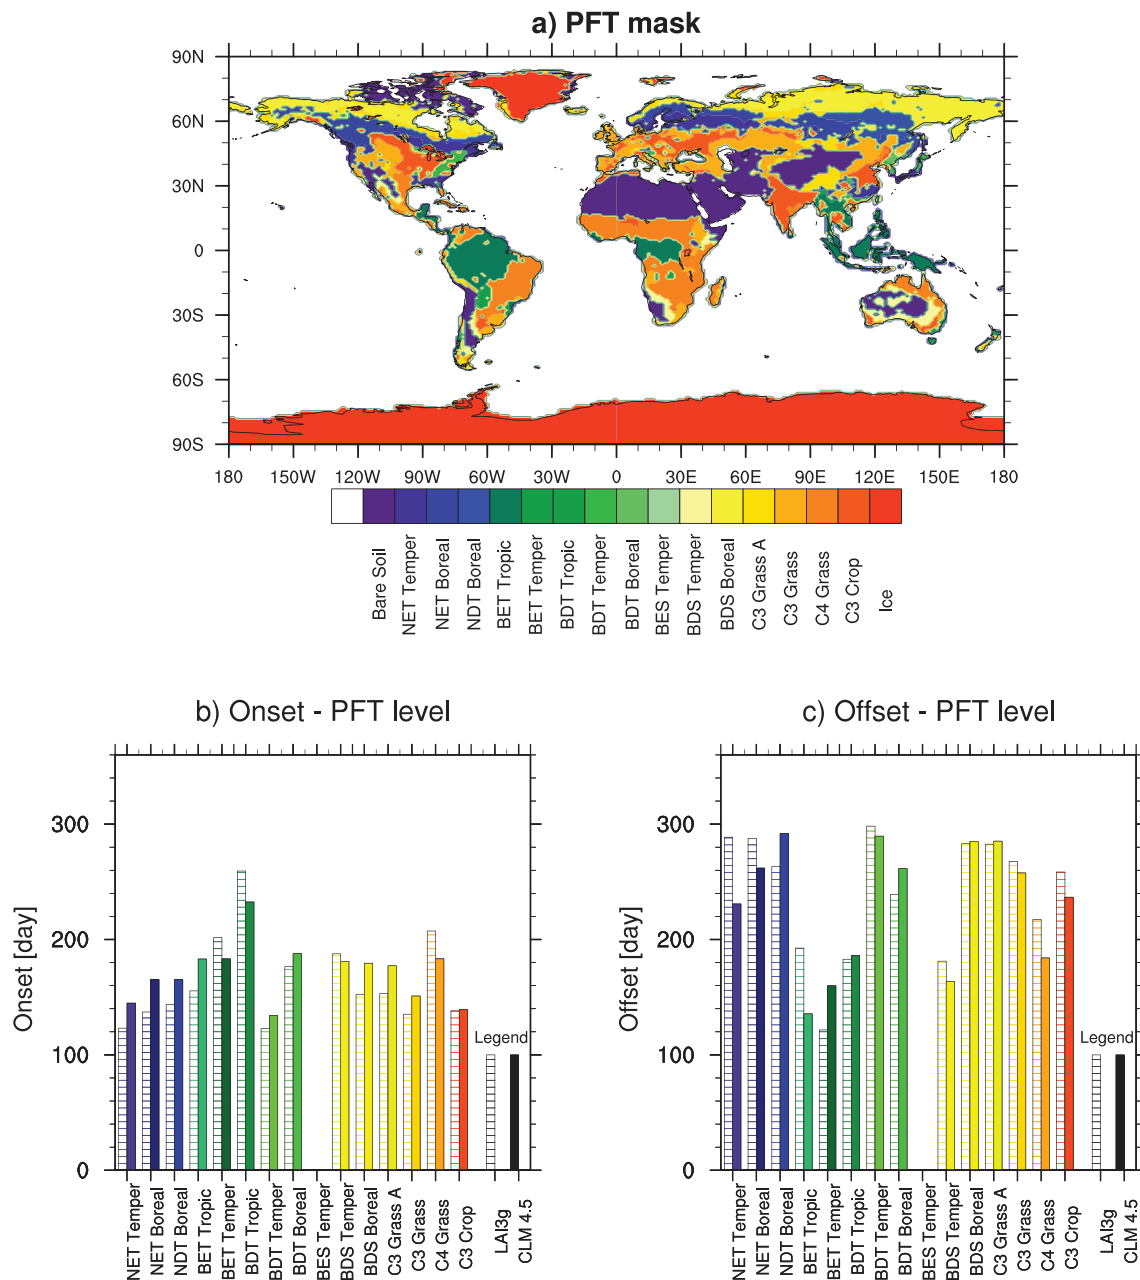 a) PFT mask
90N
60N
30N
0
30S
60S
90S
180 150W 120W 90W 60W 30W 0 30E 60E 90E 120E 150E 180
Bare Soil
NET Temper
NET Boreal
NDT Boreal
BET Tropic
BET Temper
BDT Tropic
BDT Temper
BDT Boreal
BES Temper
BDS Temper
BDS Boreal
C3 Grass A
C3 Grass
C4 Grass
C3 Crop
Ice
b) Onset - PFT level
Onset [day]
300
200
100
0
Legend
NET Temper
NET Boreal
NDT Boreal
BET Tropic
BET Temper
BDT Tropic
BDT Temper
BDT Boreal
BES Temper
BDS Temper
BDS Boreal
C3 Grass A
C3 Grass
C4 Grass
C3 Crop
LAI3g
CLM 4.5
c) Offset - PFT level
Offset [day]
300
200
100
0
Legend
NET Temper
NET Boreal
NDT Boreal
BET Tropic
BET Temper
BDT Tropic
BDT Temper
BDT Boreal
BES Temper
BDS Temper
BDS Boreal
C3 Grass A
C3 Grass
C4 Grass
C3 Crop
LAI3g
CLM 4.5